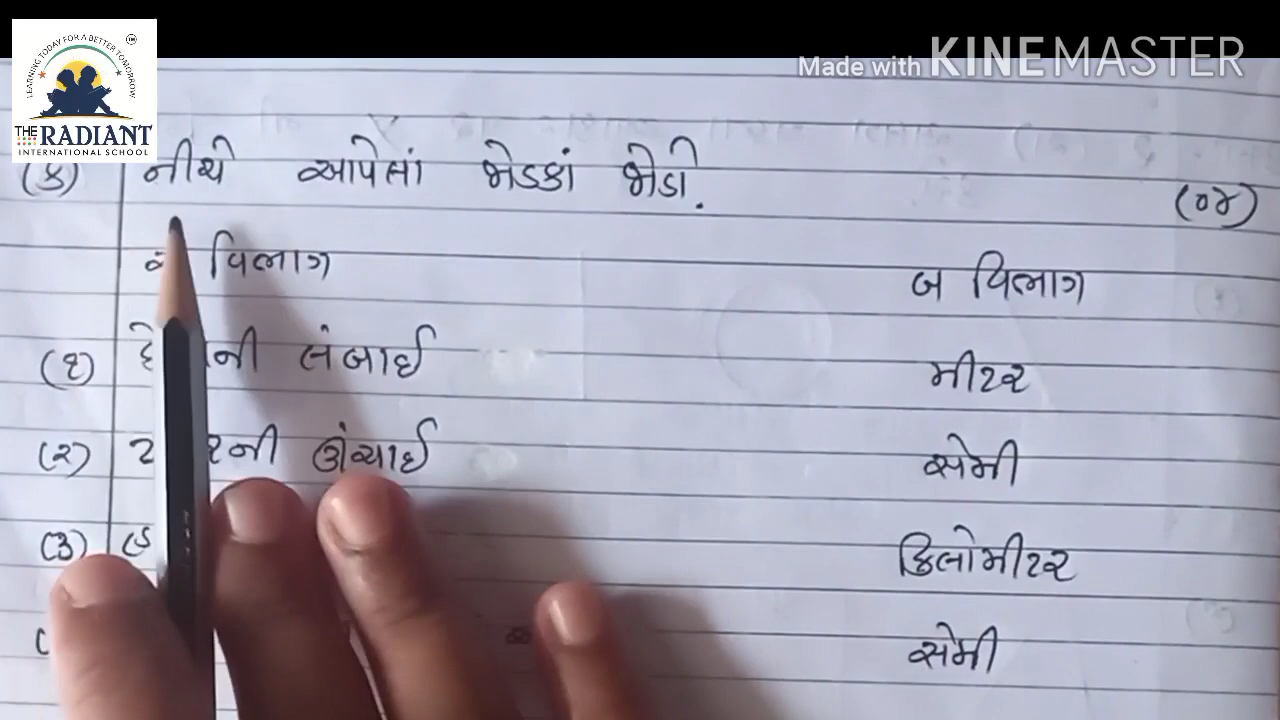 LEARNING TODAY FOR A BETTER TOMORROW
TM
THE RADIANT
INTERNATIONAL SCHOOL
Made with KINEMASTER
(ક) નીચે આપેલાં જોડકાં જોડો. (૦૪)
વિભાગ બ વિભાગ
(૧) લંબાઈ મીટર
(૨) ઊંચાઈ સેમી
(૩) કિલોમીટર
સેમી